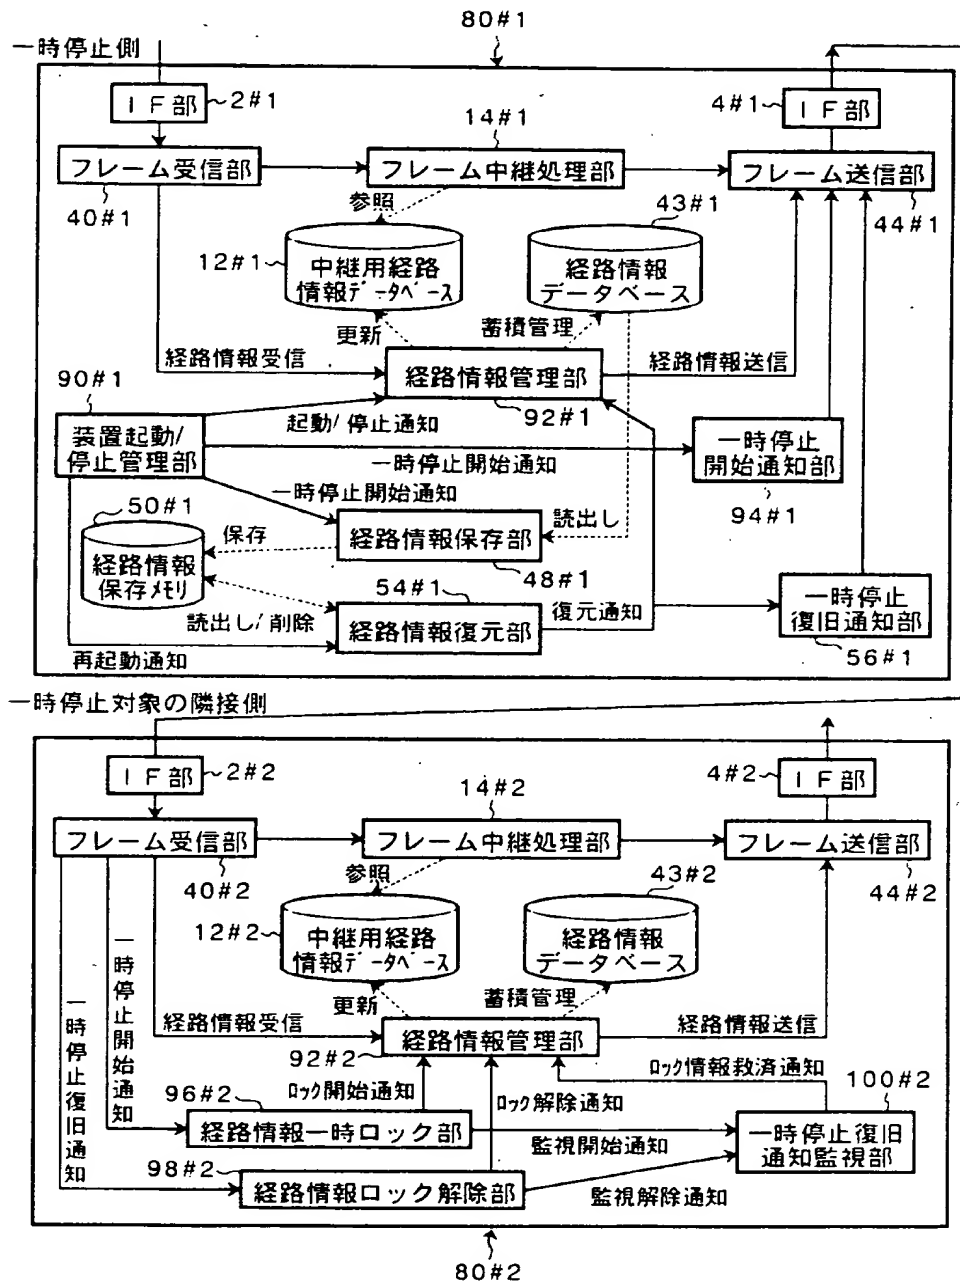 80#1
一時停止側
IF部
2#1
4#1
IF部
14#1
フレーム受信部
フレーム中継処理部
フレーム送信部
40#1
参照
43#1
44#1
12#1
中継用経路
情報データベース
経路情報
データベース
更新
蓄積管理
経路情報受信
経路情報管理部
経路情報送信
90#1
92#1
起動/停止通知
装置起動/
停止管理部
一時停止開始通知
一時停止
開始通知部
一時停止開始通知
94#1
50#1
保存
経路情報保存部
読出し
経路情報
保存メモリ
48#1
54#1
読出し/削除
経路情報復元部
復元通知
一時停止
復旧通知部
再起動通知
56#1
一時停止対象の隣接側
IF部
2#2
4#2
IF部
14#2
フレーム受信部
フレーム中継処理部
フレーム送信部
40#2
参照
43#2
44#2
12#2
中継用経路
情報データベース
経路情報
データベース
更新
蓄積管理
一時停止開始通知
一時停止復旧通知
経路情報受信
経路情報管理部
経路情報送信
92#2
ロック情報救済通知
96#2
ロック開始通知
ロック解除通知
100#2
経路情報一時ロック部
監視開始通知
一時停止復旧
通知監視部
98#2
経路情報ロック解除部
監視解除通知
80#2